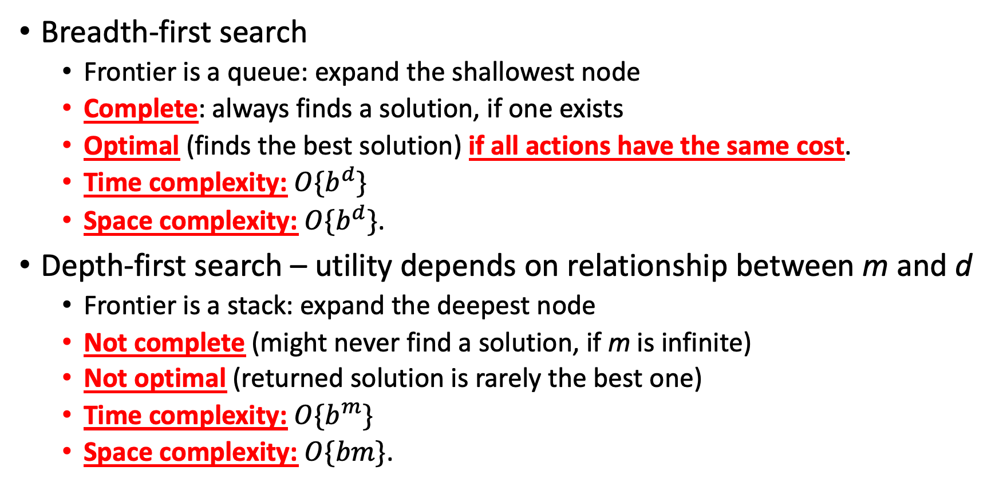 • Breadth-first search
• Frontier is a queue: expand the shallowest node
• Complete: always finds a solution, if one exists
• Optimal (finds the best solution) if all actions have the same cost.
• Time complexity: O{b^d}
• Space complexity: O{b^d}.
• Depth-first search – utility depends on relationship between m and d
• Frontier is a stack: expand the deepest node
• Not complete (might never find a solution, if m is infinite)
• Not optimal (returned solution is rarely the best one)
• Time complexity: O{b^m}
• Space complexity: O{bm}.